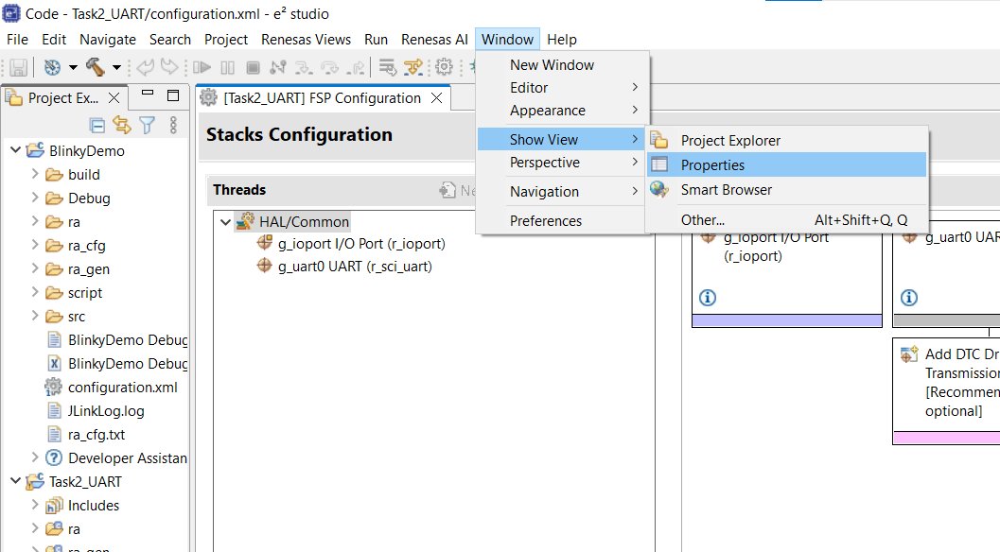 Code - Task2_UART/configuration.xml - e² studio
File Edit Navigate Search Project Renesas Views Run Renesas AI Window Help
Project Ex...
[Task2_UART] FSP Configuration
BlinkyDemo
build
Debug
ra
ra_cfg
ra_gen
script
src
BlinkyDemo Debug
BlinkyDemo Debug
configuration.xml
JLinkLog.log
ra_cfg.txt
Developer Assistan
Task2_UART
Includes
ra
ra_gen
Stacks Configuration
Threads
Ne
HAL/Common
g_ioport I/O Port (r_ioport)
g_uart0 UART (r_sci_uart)
New Window
Editor
Appearance
Show View
Perspective
Navigation
Preferences
Project Explorer
Properties
Smart Browser
Other... Alt+Shift+Q, Q
g_ioport I/O Port
(r_ioport)
g_uart0 UAR
Add DTC Dr
Transmission
[Recommen
optional]